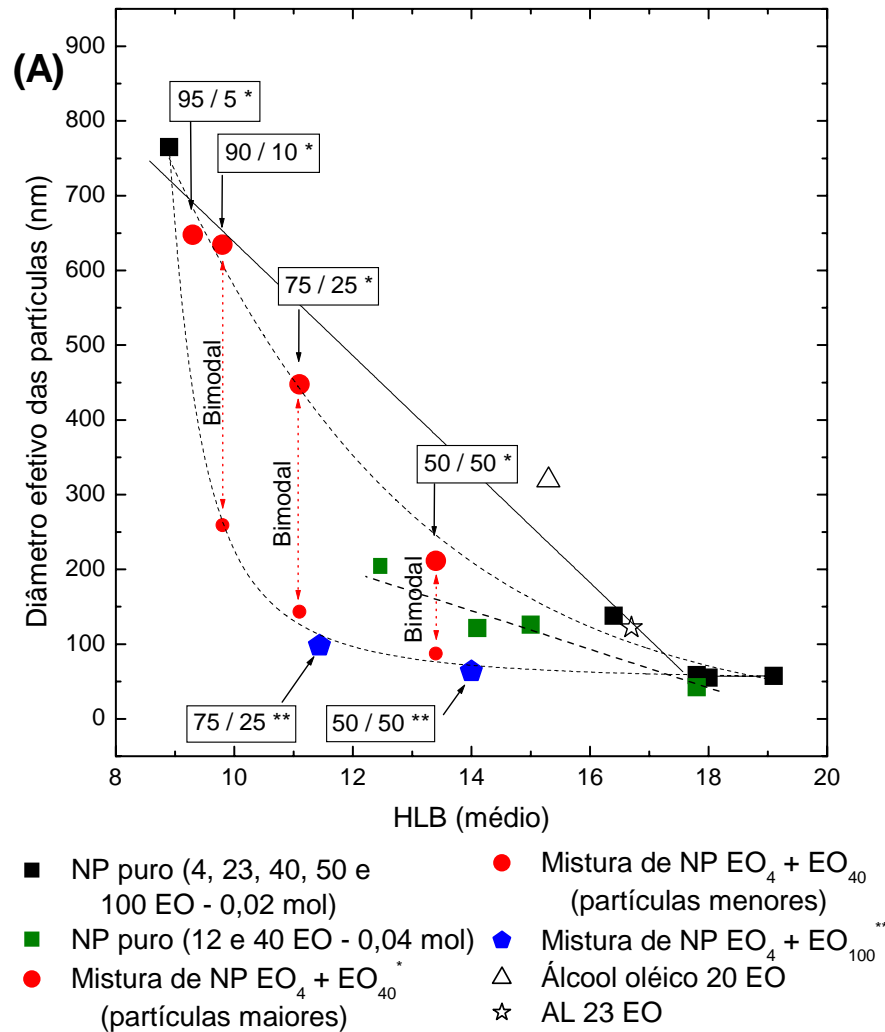 (A)
900
800
700
600
500
400
300
200
100
0
Diâmetro efetivo das partículas (nm)
95 / 5 *
90 / 10 *
75 / 25 *
50 / 50 *
Bimodal
Bimodal
Bimodal
75 / 25 **
50 / 50 **
8 10 12 14 16 18 20
HLB (médio)
NP puro (4, 23, 40, 50 e
100 EO - 0,02 mol)
NP puro (12 e 40 EO - 0,04 mol)
Mistura de NP EO4 + EO40*
(partículas maiores)
Mistura de NP EO4 + EO40
(partículas menores)
Mistura de NP EO4 + EO100**
Álcool oléico 20 EO
AL 23 EO